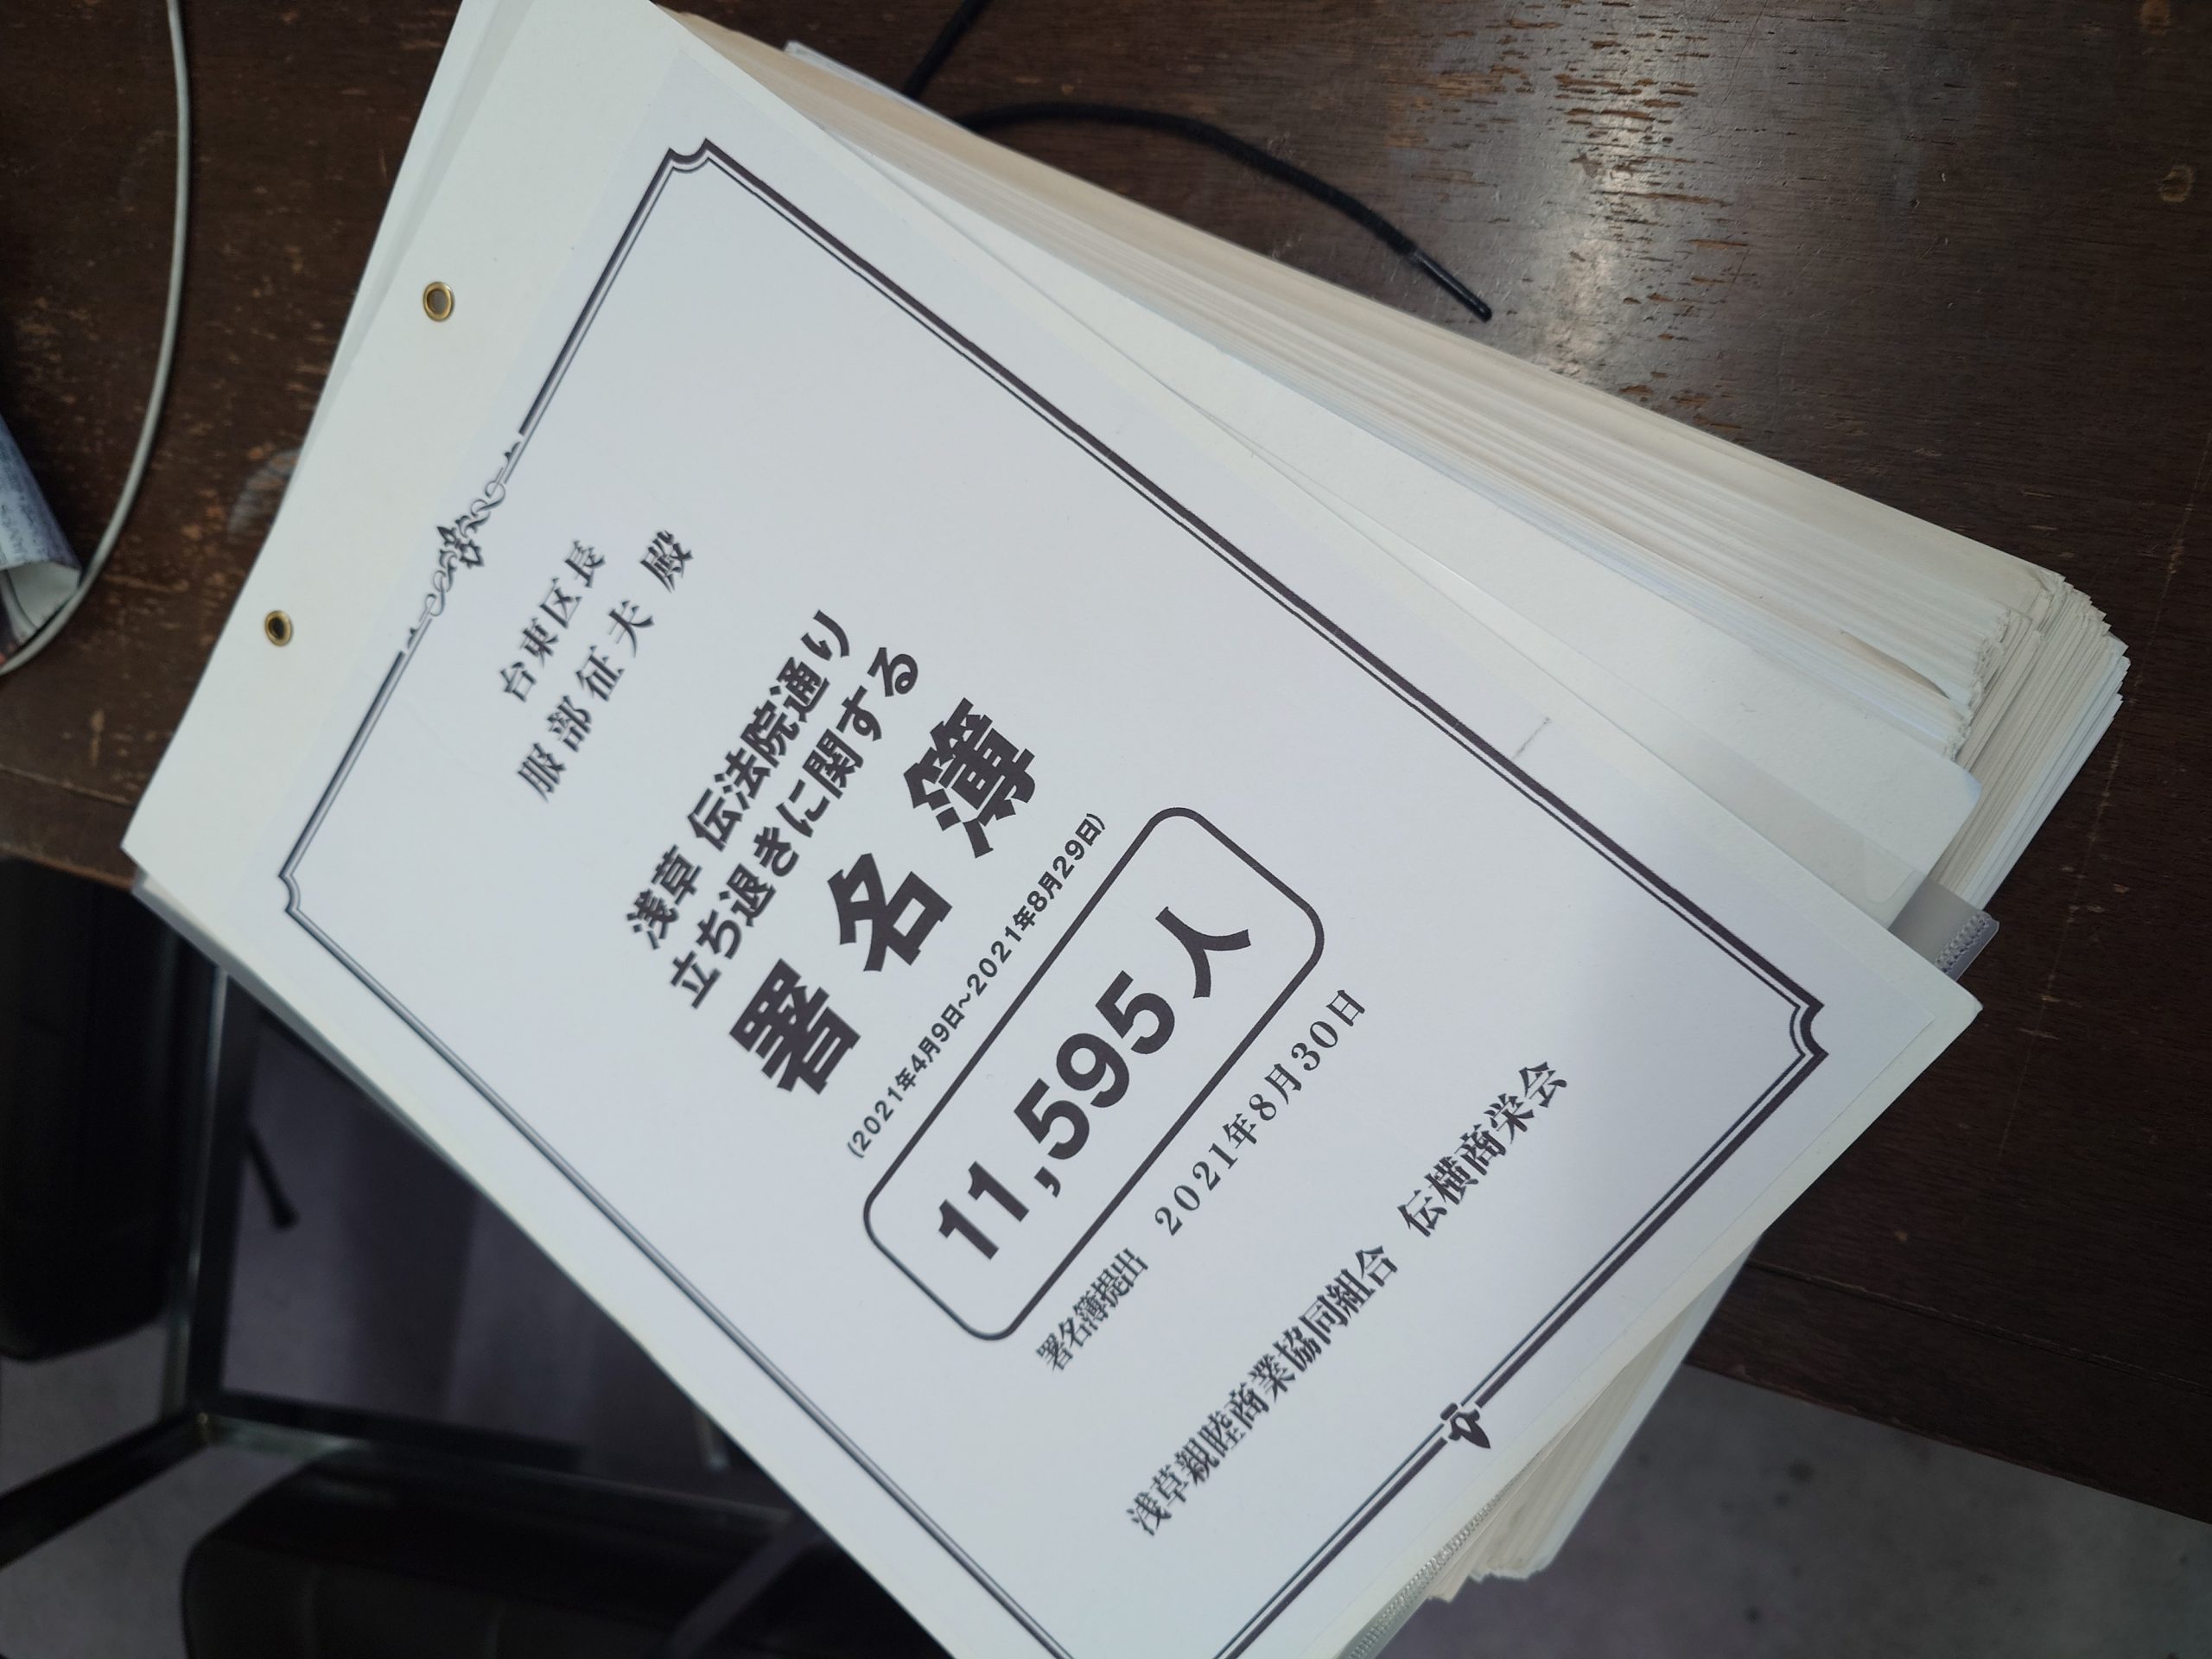 台東区長
服部征夫 殿
浅草 伝法院通り
立ち退きに関する
署名簿
(2021年4月9日~2021年8月29日)
11,595人
署名簿提出 2021年8月30日
浅草親睦商業協同組合 伝横商栄会